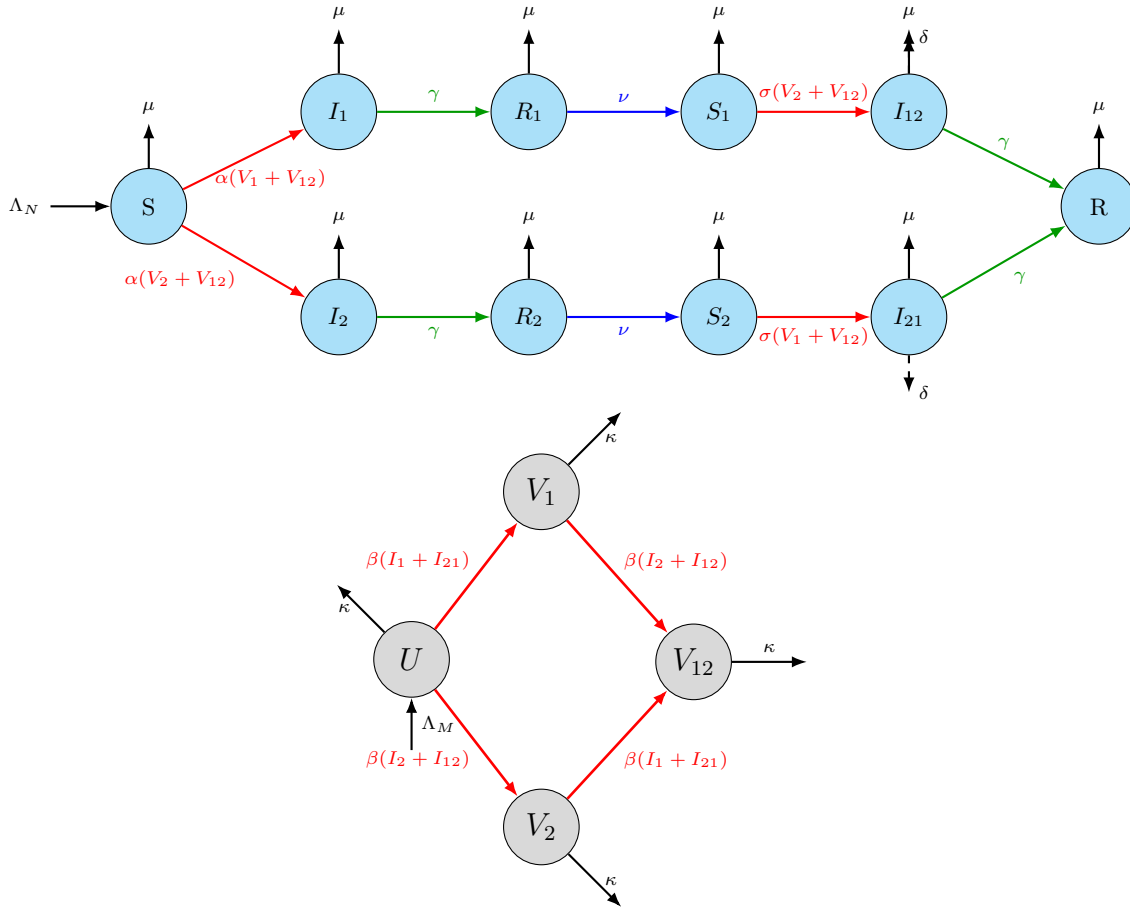 μ μ μ μ
δ
μ μ
I₁ γ R₁ ν S₁ σ(V₂ + V₁₂) I₁₂
γ
α(V₁ + V₁₂)
Λ_N S R
μ μ μ μ
α(V₂ + V₁₂) γ
I₂ γ R₂ ν S₂ σ(V₁ + V₁₂) I₂₁
δ
κ
V₁
β(I₁ + I₂₁) β(I₂ + I₁₂)
κ κ
U V₁₂
Λ_M
β(I₂ + I₁₂) β(I₁ + I₂₁)
V₂
κ